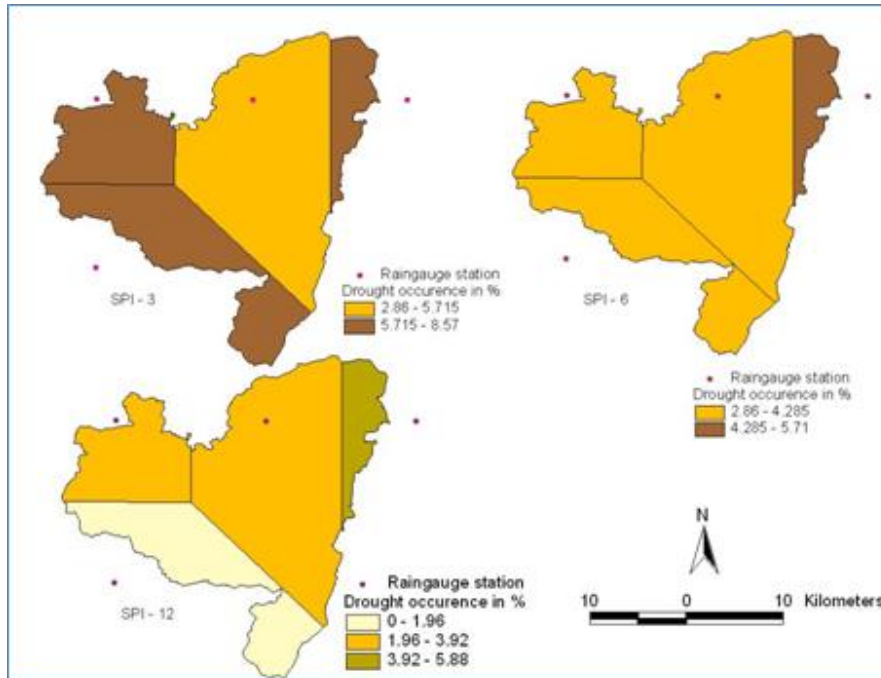 Raingauge station
Drought occurence in %
2.86 - 5.715
5.715 - 8.57
SPI - 3
Raingauge station
Drought occurence in %
2.86 - 4.285
4.285 - 5.71
SPI - 6
Raingauge station
Drought occurence in %
0 - 1.96
1.96 - 3.92
3.92 - 5.88
SPI - 12
N
10 0 10 Kilometers